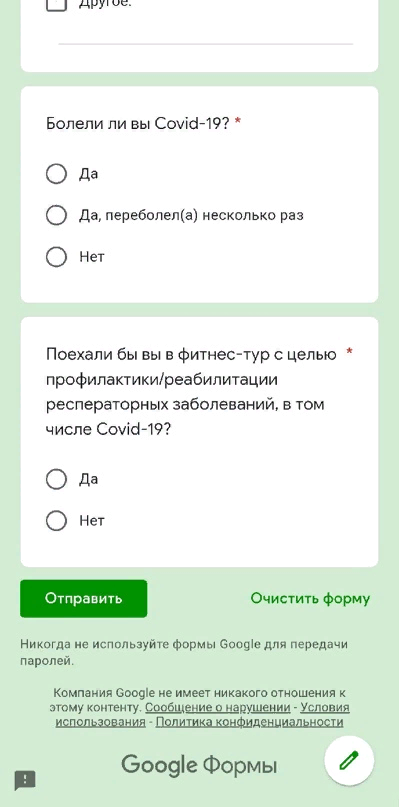 Другое:
Болели ли вы Covid-19? *
Да
Да, переболел(а) несколько раз
Нет
Поехали бы вы в фитнес-тур с целью *
профилактики/реабилитации
респераторных заболеваний, в том
числе Covid-19?
Да
Нет
Отправить
Очистить форму
Никогда не используйте формы Google для передачи
паролей.
Компания Google не имеет никакого отношения к
этому контенту. Сообщение о нарушении - Условия
использования - Политика конфиденциальности
Google Формы